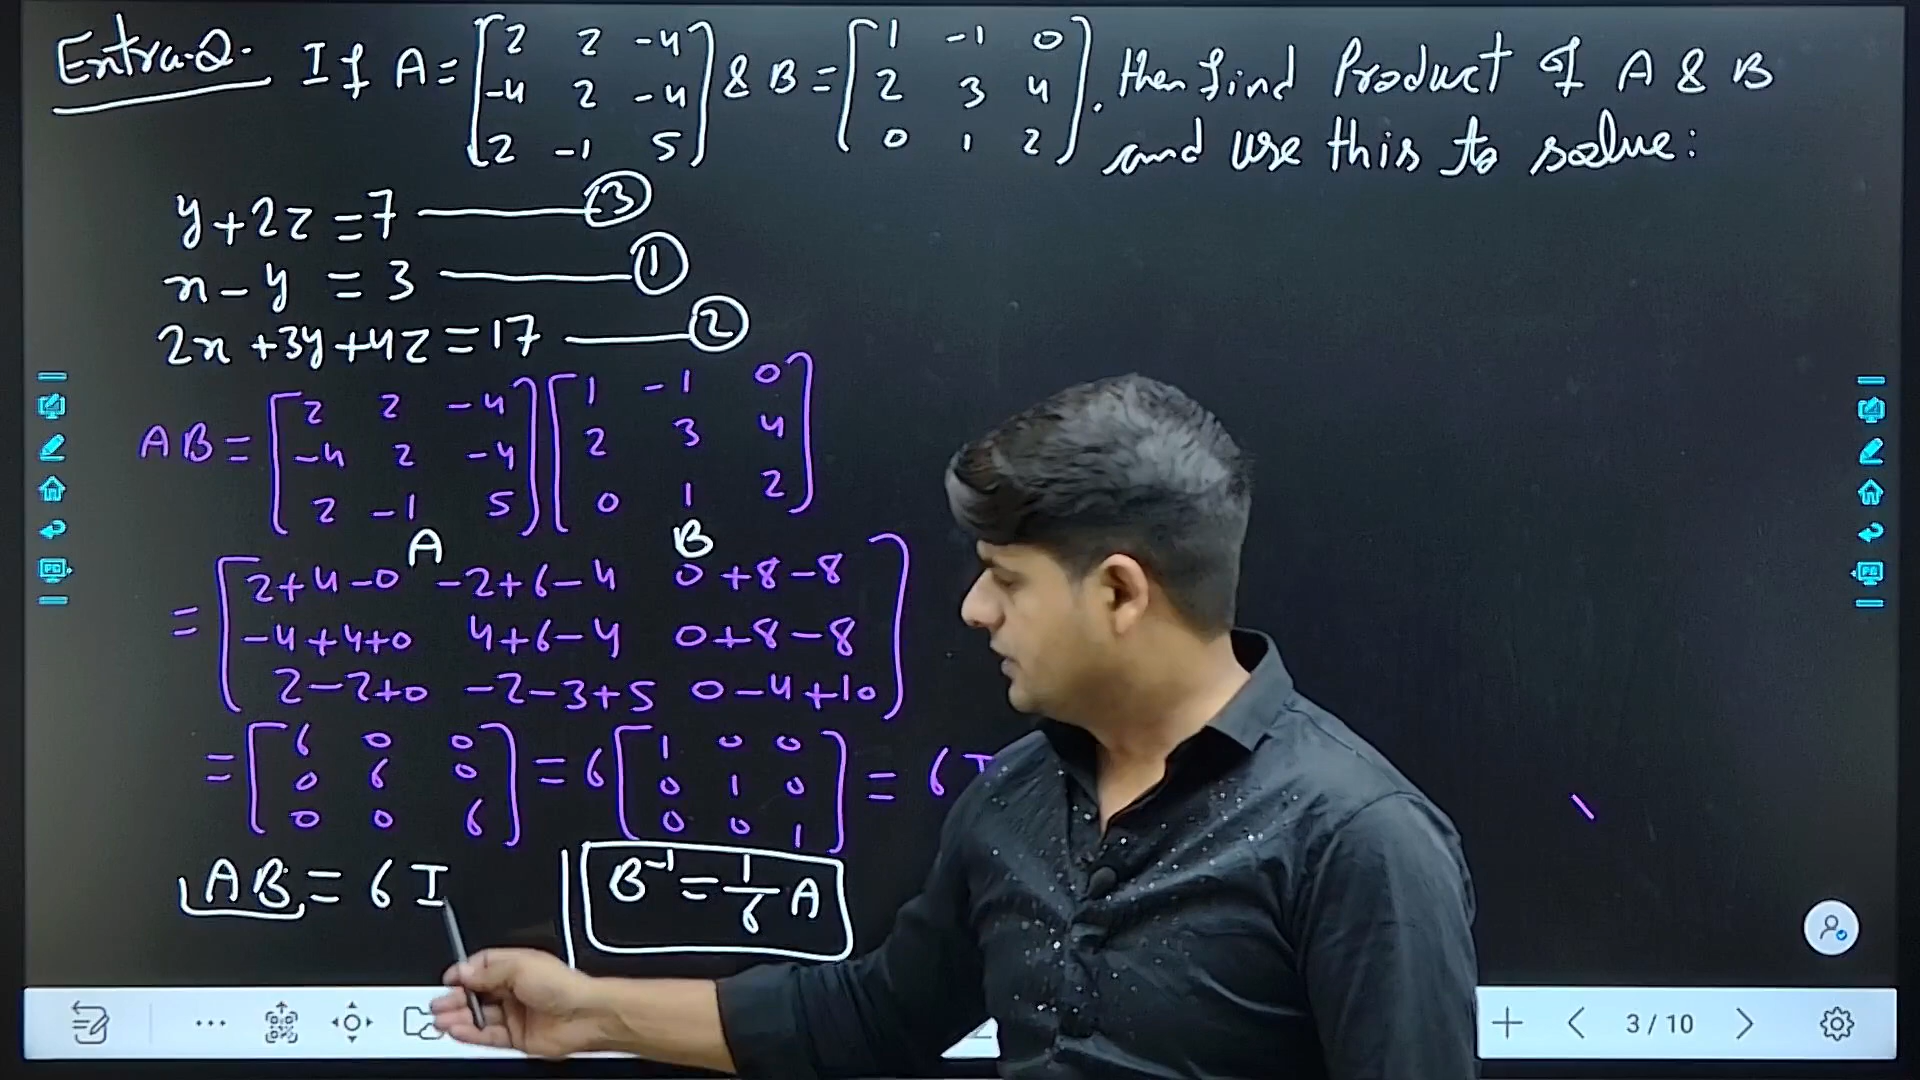 Extra-2. If A = [2 2 -4; -4 2 -4; 2 -1 5] & B = [1 -1 0; 2 3 4; 0 1 2]. then find Product of A & B
and use this to solve:
y+2z = 7 ——— ③
x - y = 3 ——— ①
2x +3y +4z = 17 ——— ②
AB = [2 2 -4; -4 2 -4; 2 -1 5] [1 -1 0; 2 3 4; 0 1 2]
A B
= [2+4-0 -2+6-4 0+8-8; -4+4+0 4+6-4 0+8-8; 2-2+0 -2-3+5 0-4+10]
= [6 0 0; 0 6 0; 0 0 6] = 6 [1 0 0; 0 1 0; 0 0 1] = 6I
AB = 6I
B⁻¹ = 1/6 A
3 / 10